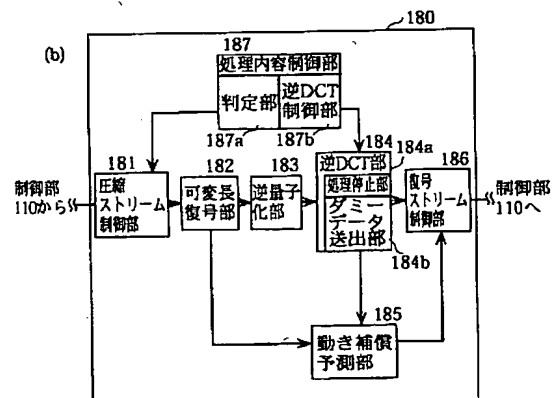 180
(b)
187
処理内容制御部
判定部
逆DCT
制御部
187a
187b
181
圧縮
ストリーム
制御部
182
可変長
復号部
183
逆量子
化部
184
184a
逆DCT部
処理停止部
ダミー
データ
送出部
184b
186
復号
ストリーム
制御部
制御部
110から
制御部
110へ
185
動き補償
予測部